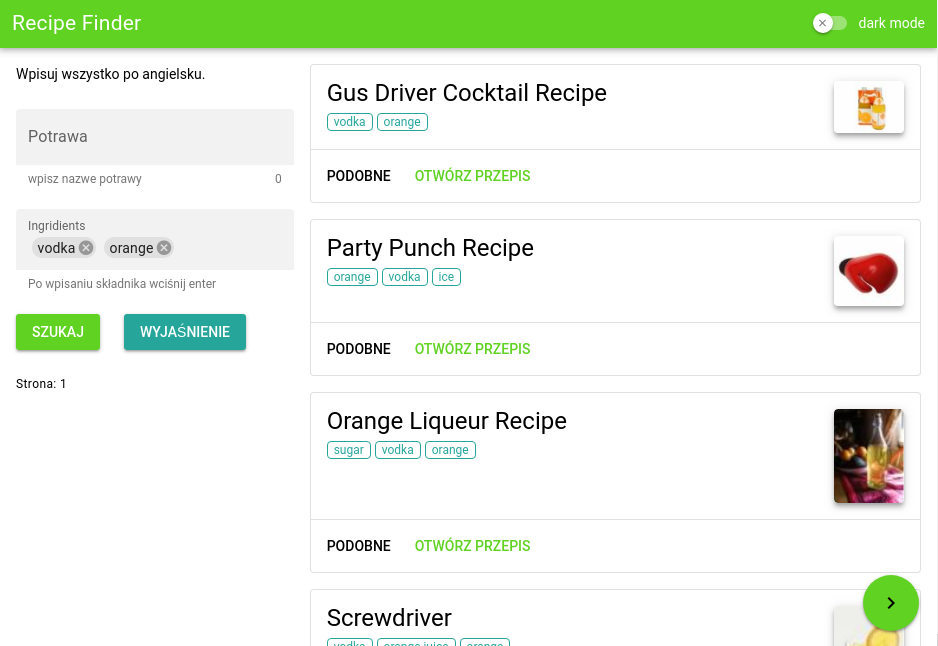 Recipe Finder
dark mode
Wpisuj wszystko po angielsku.
Potrawa
wpisz nazwe potrawy 0
Ingridients
vodka orange
Po wpisaniu składnika wciśnij enter
SZUKAJ WYJAŚNIENIE
Strona: 1
Gus Driver Cocktail Recipe
vodka orange
PODOBNE OTWÓRZ PRZEPIS
Party Punch Recipe
orange vodka ice
PODOBNE OTWÓRZ PRZEPIS
Orange Liqueur Recipe
sugar vodka orange
PODOBNE OTWÓRZ PRZEPIS
Screwdriver
vodka orange juice orange